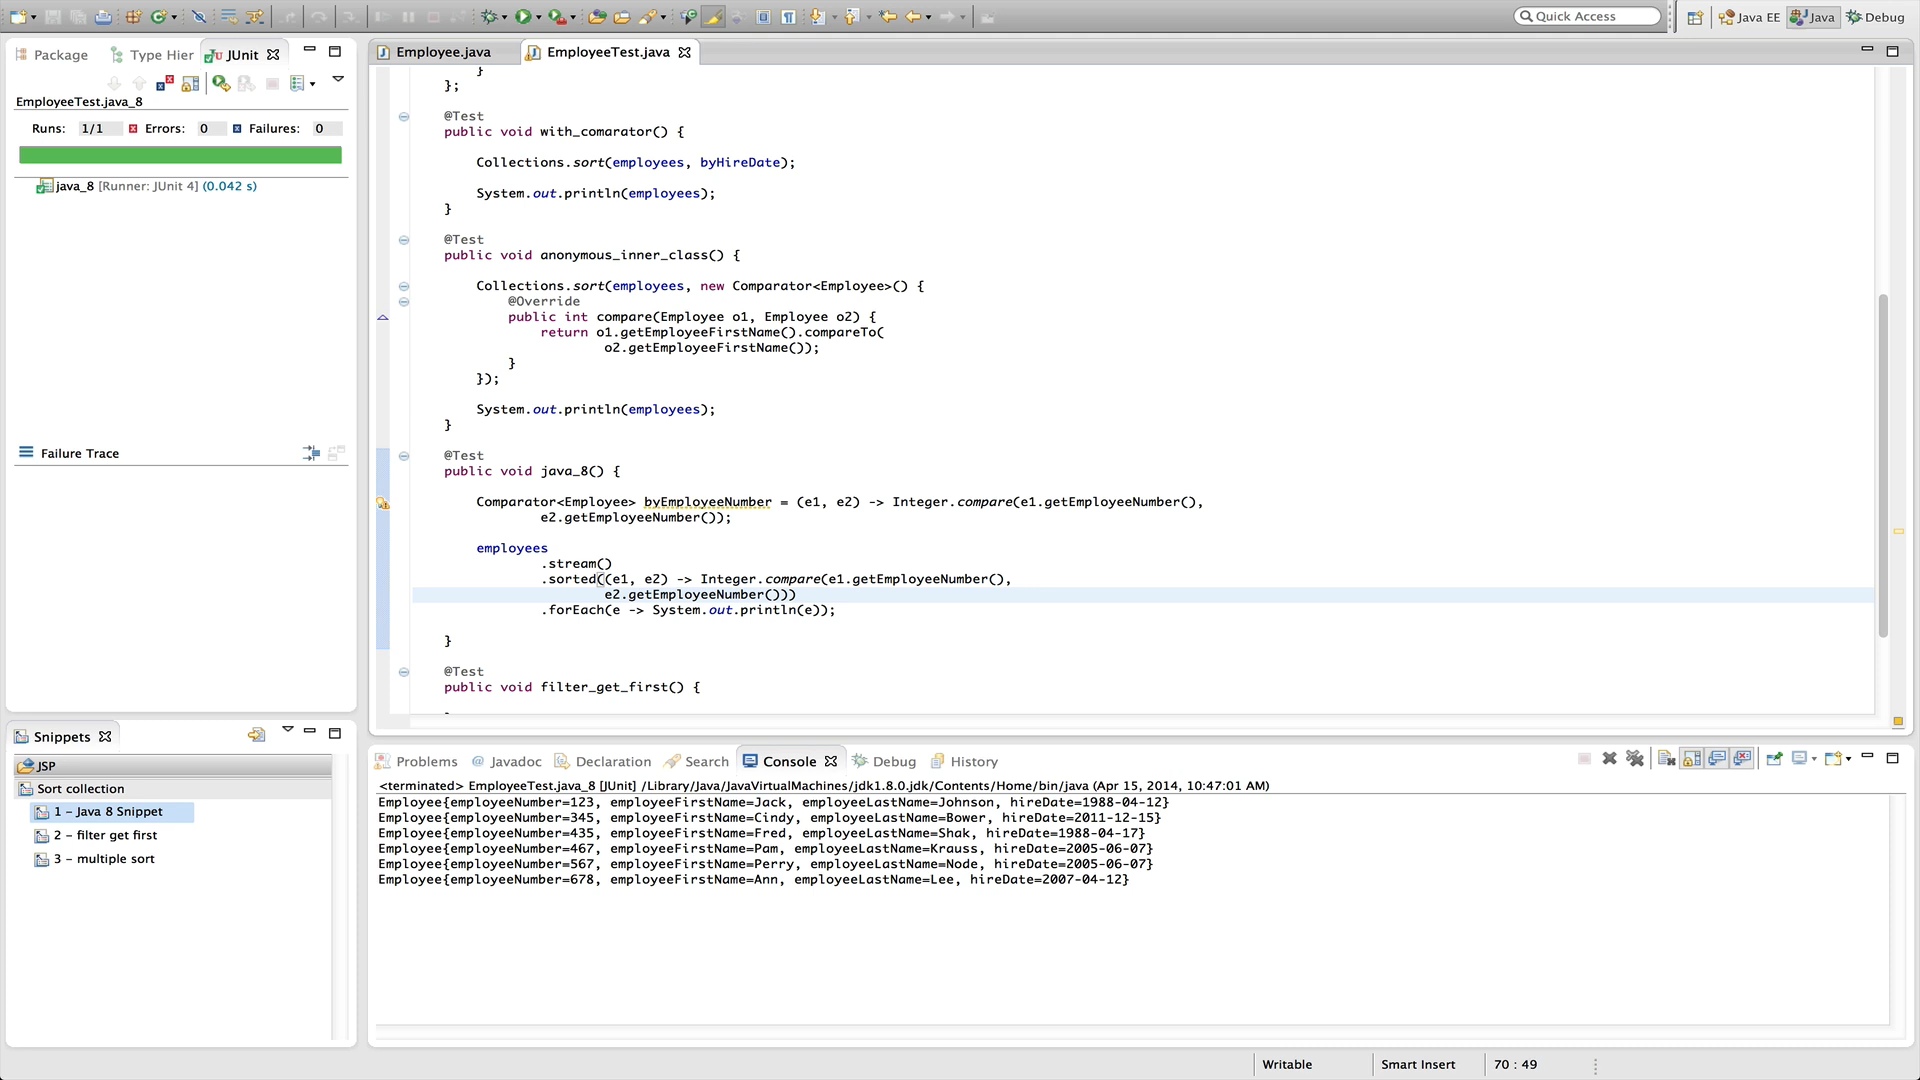 Quick Access
Java EE
Java
Debug
Package
Type Hier
JUnit
EmployeeTest.java_8
Runs: 1/1 Errors: 0 Failures: 0
java_8 [Runner: JUnit 4] (0.042 s)
Failure Trace
Snippets
JSP
Sort collection
1 – Java 8 Snippet
2 – filter get first
3 – multiple sort
Employee.java
EmployeeTest.java
}
};
@Test
public void with_comarator() {
Collections.sort(employees, byHireDate);
System.out.println(employees);
}
@Test
public void anonymous_inner_class() {
Collections.sort(employees, new Comparator<Employee>() {
@Override
public int compare(Employee o1, Employee o2) {
return o1.getEmployeeFirstName().compareTo(
o2.getEmployeeFirstName());
}
});
System.out.println(employees);
}
@Test
public void java_8() {
Comparator<Employee> byEmployeeNumber = (e1, e2) -> Integer.compare(e1.getEmployeeNumber(),
e2.getEmployeeNumber());
employees
.stream()
.sorted((e1, e2) -> Integer.compare(e1.getEmployeeNumber(),
e2.getEmployeeNumber()))
.forEach(e -> System.out.println(e));
}
@Test
public void filter_get_first() {
Problems
Javadoc
Declaration
Search
Console
Debug
History
<terminated> EmployeeTest.java_8 [JUnit] /Library/Java/JavaVirtualMachines/jdk1.8.0.jdk/Contents/Home/bin/java (Apr 15, 2014, 10:47:01 AM)
Employee{employeeNumber=123, employeeFirstName=Jack, employeeLastName=Johnson, hireDate=1988-04-12}
Employee{employeeNumber=345, employeeFirstName=Cindy, employeeLastName=Bower, hireDate=2011-12-15}
Employee{employeeNumber=435, employeeFirstName=Fred, employeeLastName=Shak, hireDate=1988-04-17}
Employee{employeeNumber=467, employeeFirstName=Pam, employeeLastName=Krauss, hireDate=2005-06-07}
Employee{employeeNumber=567, employeeFirstName=Perry, employeeLastName=Node, hireDate=2005-06-07}
Employee{employeeNumber=678, employeeFirstName=Ann, employeeLastName=Lee, hireDate=2007-04-12}
Writable
Smart Insert
70 : 49